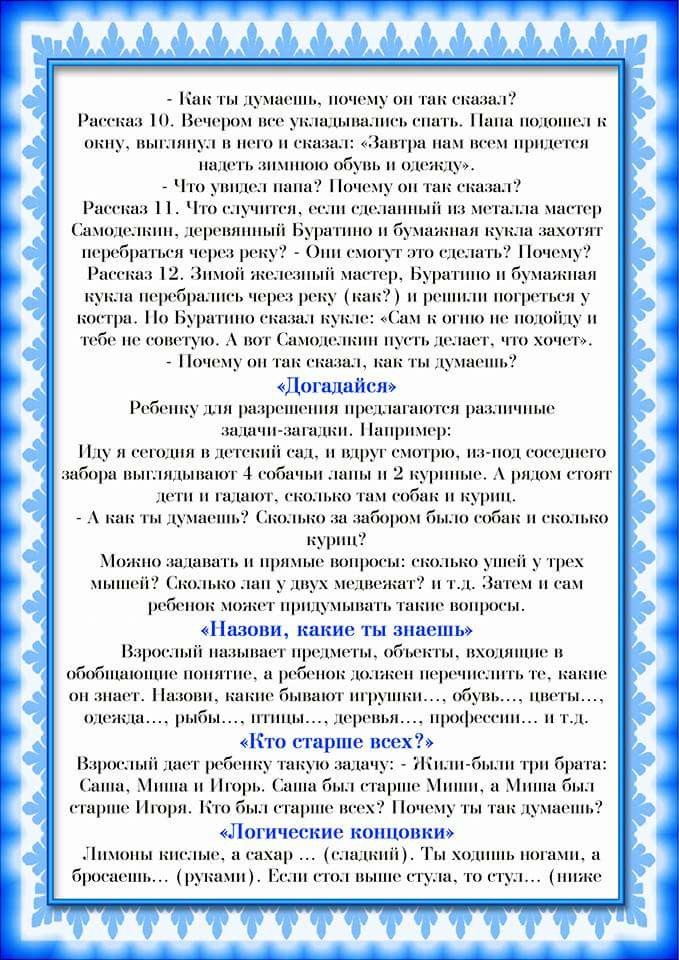 - Как ты думаешь, почему он так сказал?
Рассказ 10. Вечером все укладывались спать. Папа подошел к
окну, выглянул в него и сказал: «Завтра нам всем придется
надеть зимнюю обувь и одежду».
- Что увидел папа? Почему он так сказал?
Рассказ 11. Что случится, если сделанный из металла мастер
Самоделкин, деревянный Буратино и бумажная кукла захотят
перебраться через реку? - Они смогут это сделать? Почему?
Рассказ 12. Зимой железный мастер, Буратино и бумажная
кукла перебрались через реку (как?) и решили погреться у
костра. Но Буратино сказал кукле: «Сам к огню не подойду и
тебе не советую. А вот Самоделкин пусть делает, что хочет».
- Почему он так сказал, как ты думаешь?
«Догадайся»
Ребенку для разрешения предлагаются различные
задачи-загадки. Например:
Иду я сегодня в детский сад, и вдруг смотрю, из-под соседнего
забора выглядывают 4 собачьи лапы и 2 куриные. А рядом стоят
дети и гадают, сколько там собак и куриц.
- А как ты думаешь? Сколько за забором было собак и сколько
куриц?
Можно задавать и прямые вопросы: сколько ушей у трех
мышей? Сколько лап у двух медвежат? и т.д. Затем и сам
ребенок может придумывать такие вопросы.
«Назови, какие ты знаешь»
Взрослый называет предметы, объекты, входящие в
обобщающие понятие, а ребенок должен перечислить те, какие
он знает. Назови, какие бывают игрушки…, обувь…, цветы…,
одежда…, рыбы…, птицы…, деревья…, профессии… и т.д.
«Кто старше всех?»
Взрослый дает ребенку такую задачу: - Жили-были три брата:
Саша, Миша и Игорь. Саша был старше Миши, а Миша был
старше Игоря. Кто был старше всех? Почему ты так думаешь?
«Логические концовки»
Лимоны кислые, а сахар … (сладкий). Ты ходишь ногами, а
бросаешь… (руками). Если стол выше стула, то стул… (ниже